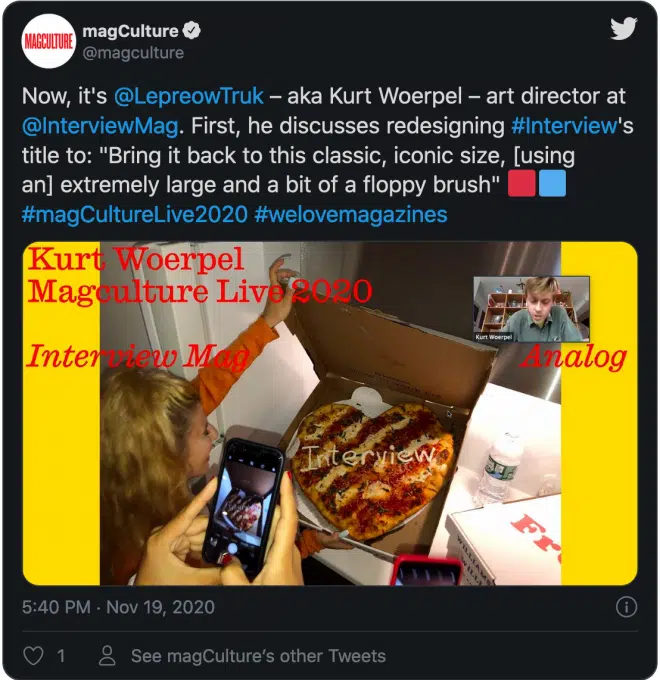 MAGCULTURE
magCulture
@magculture
Now, it's @LepreowTruk – aka Kurt Woerpel – art director at
@InterviewMag. First, he discusses redesigning #Interview's
title to: "Bring it back to this classic, iconic size, [using
an] extremely large and a bit of a floppy brush" 🟥🟦
#magCultureLive2020 #welovemagazines
Kurt Woerpel
Magculture Live 2020
Kurt Woerpel
Interview Mag
Analog
Interview
Fr
5:40 PM · Nov 19, 2020
1
See magCulture's other Tweets